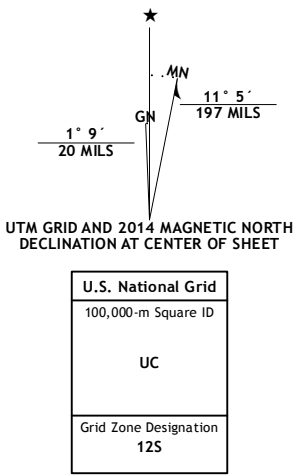 ★
MN
GN
11° 5´
197 MILS
1° 9´
20 MILS
UTM GRID AND 2014 MAGNETIC NORTH
DECLINATION AT CENTER OF SHEET
U.S. National Grid
100,000-m Square ID
UC
Grid Zone Designation
12S